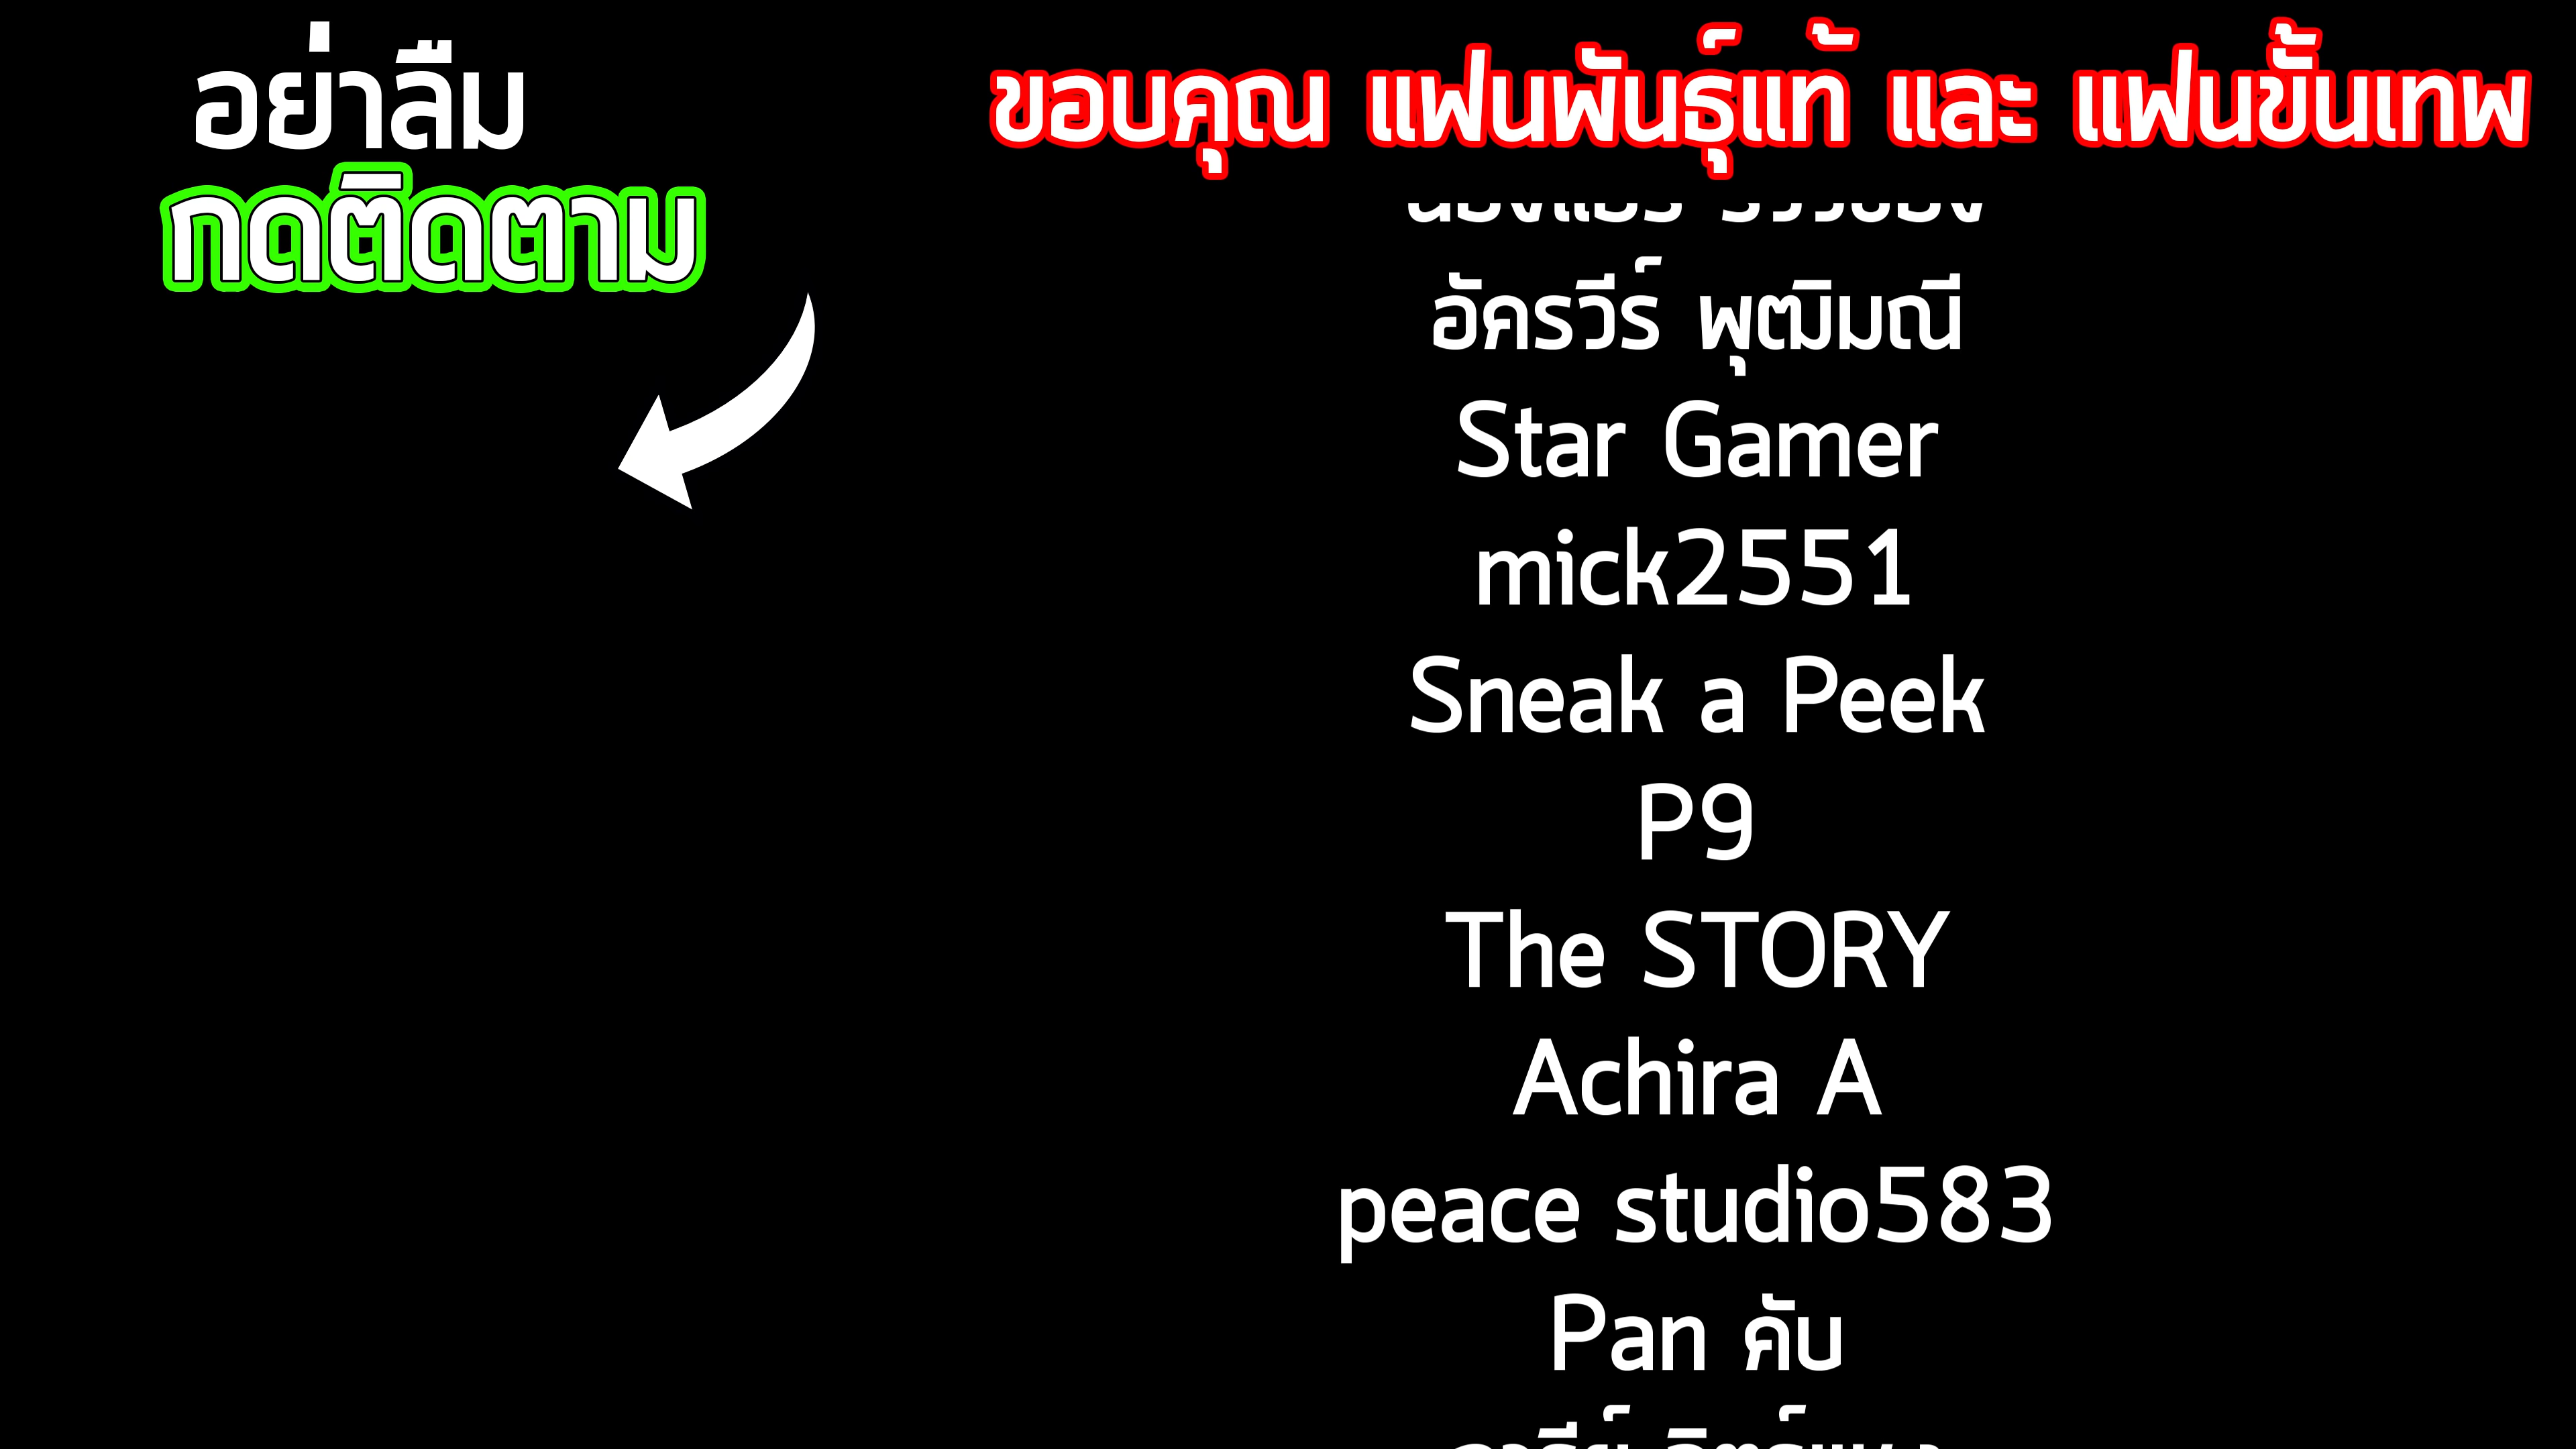 อย่าลืม
กดติดตาม
ขอบคุณ แฟนพันธุ์แท้ และ แฟนขั้นเทพ
อัครวีร์ พุฒิมณี
Star Gamer
mick2551
Sneak a Peek
P9
The STORY
Achira A
peace studio583
Pan คับ